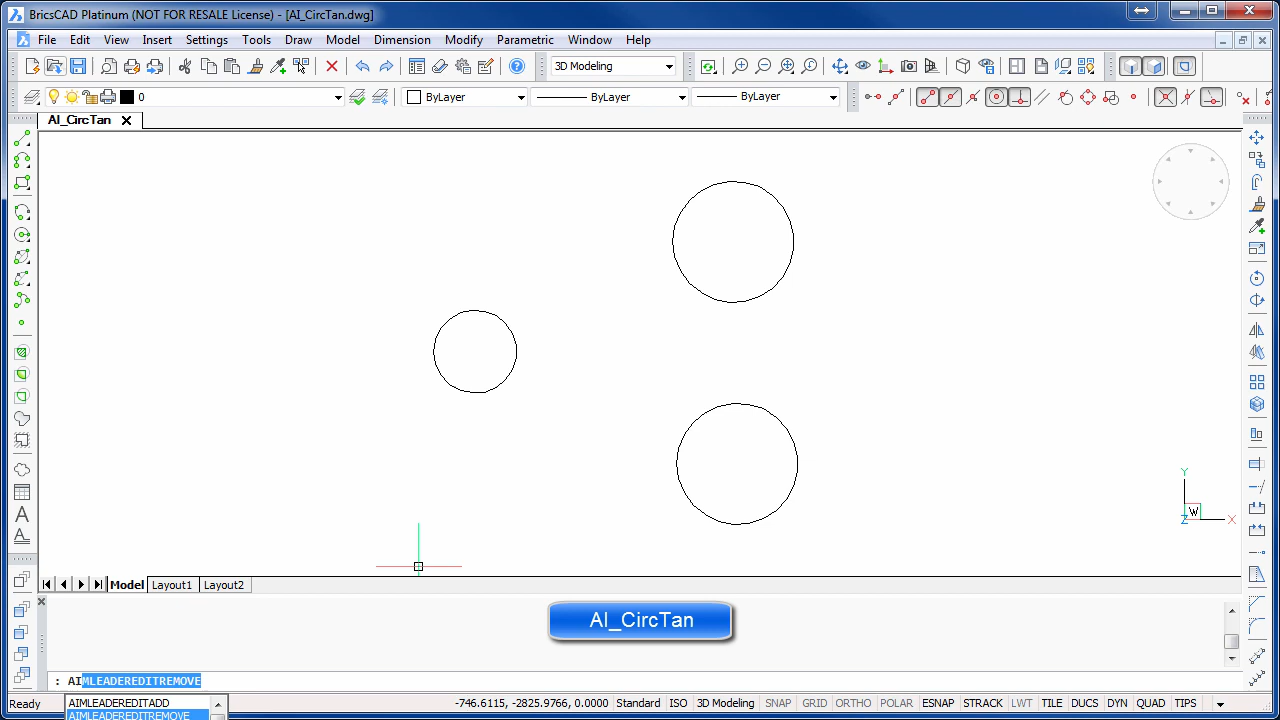 BricsCAD Platinum (NOT FOR RESALE License) - [AI_CircTan.dwg]
File Edit View Insert Settings Tools Draw Model Dimension Modify Parametric Window Help
3D Modeling
0 ByLayer ByLayer ByLayer
AI_CircTan
Y
W
Z X
Model Layout1 Layout2
AI_CircTan
: AIMLEADEREDITREMOVE
Ready -746.6115, -2825.9766, 0.0000 Standard ISO 3D Modeling SNAP GRID ORTHO POLAR ESNAP STRACK LWT TILE DUCS DYN QUAD TIPS
AIMLEADEREDITADD
AIMLEADEREDITREMOVE